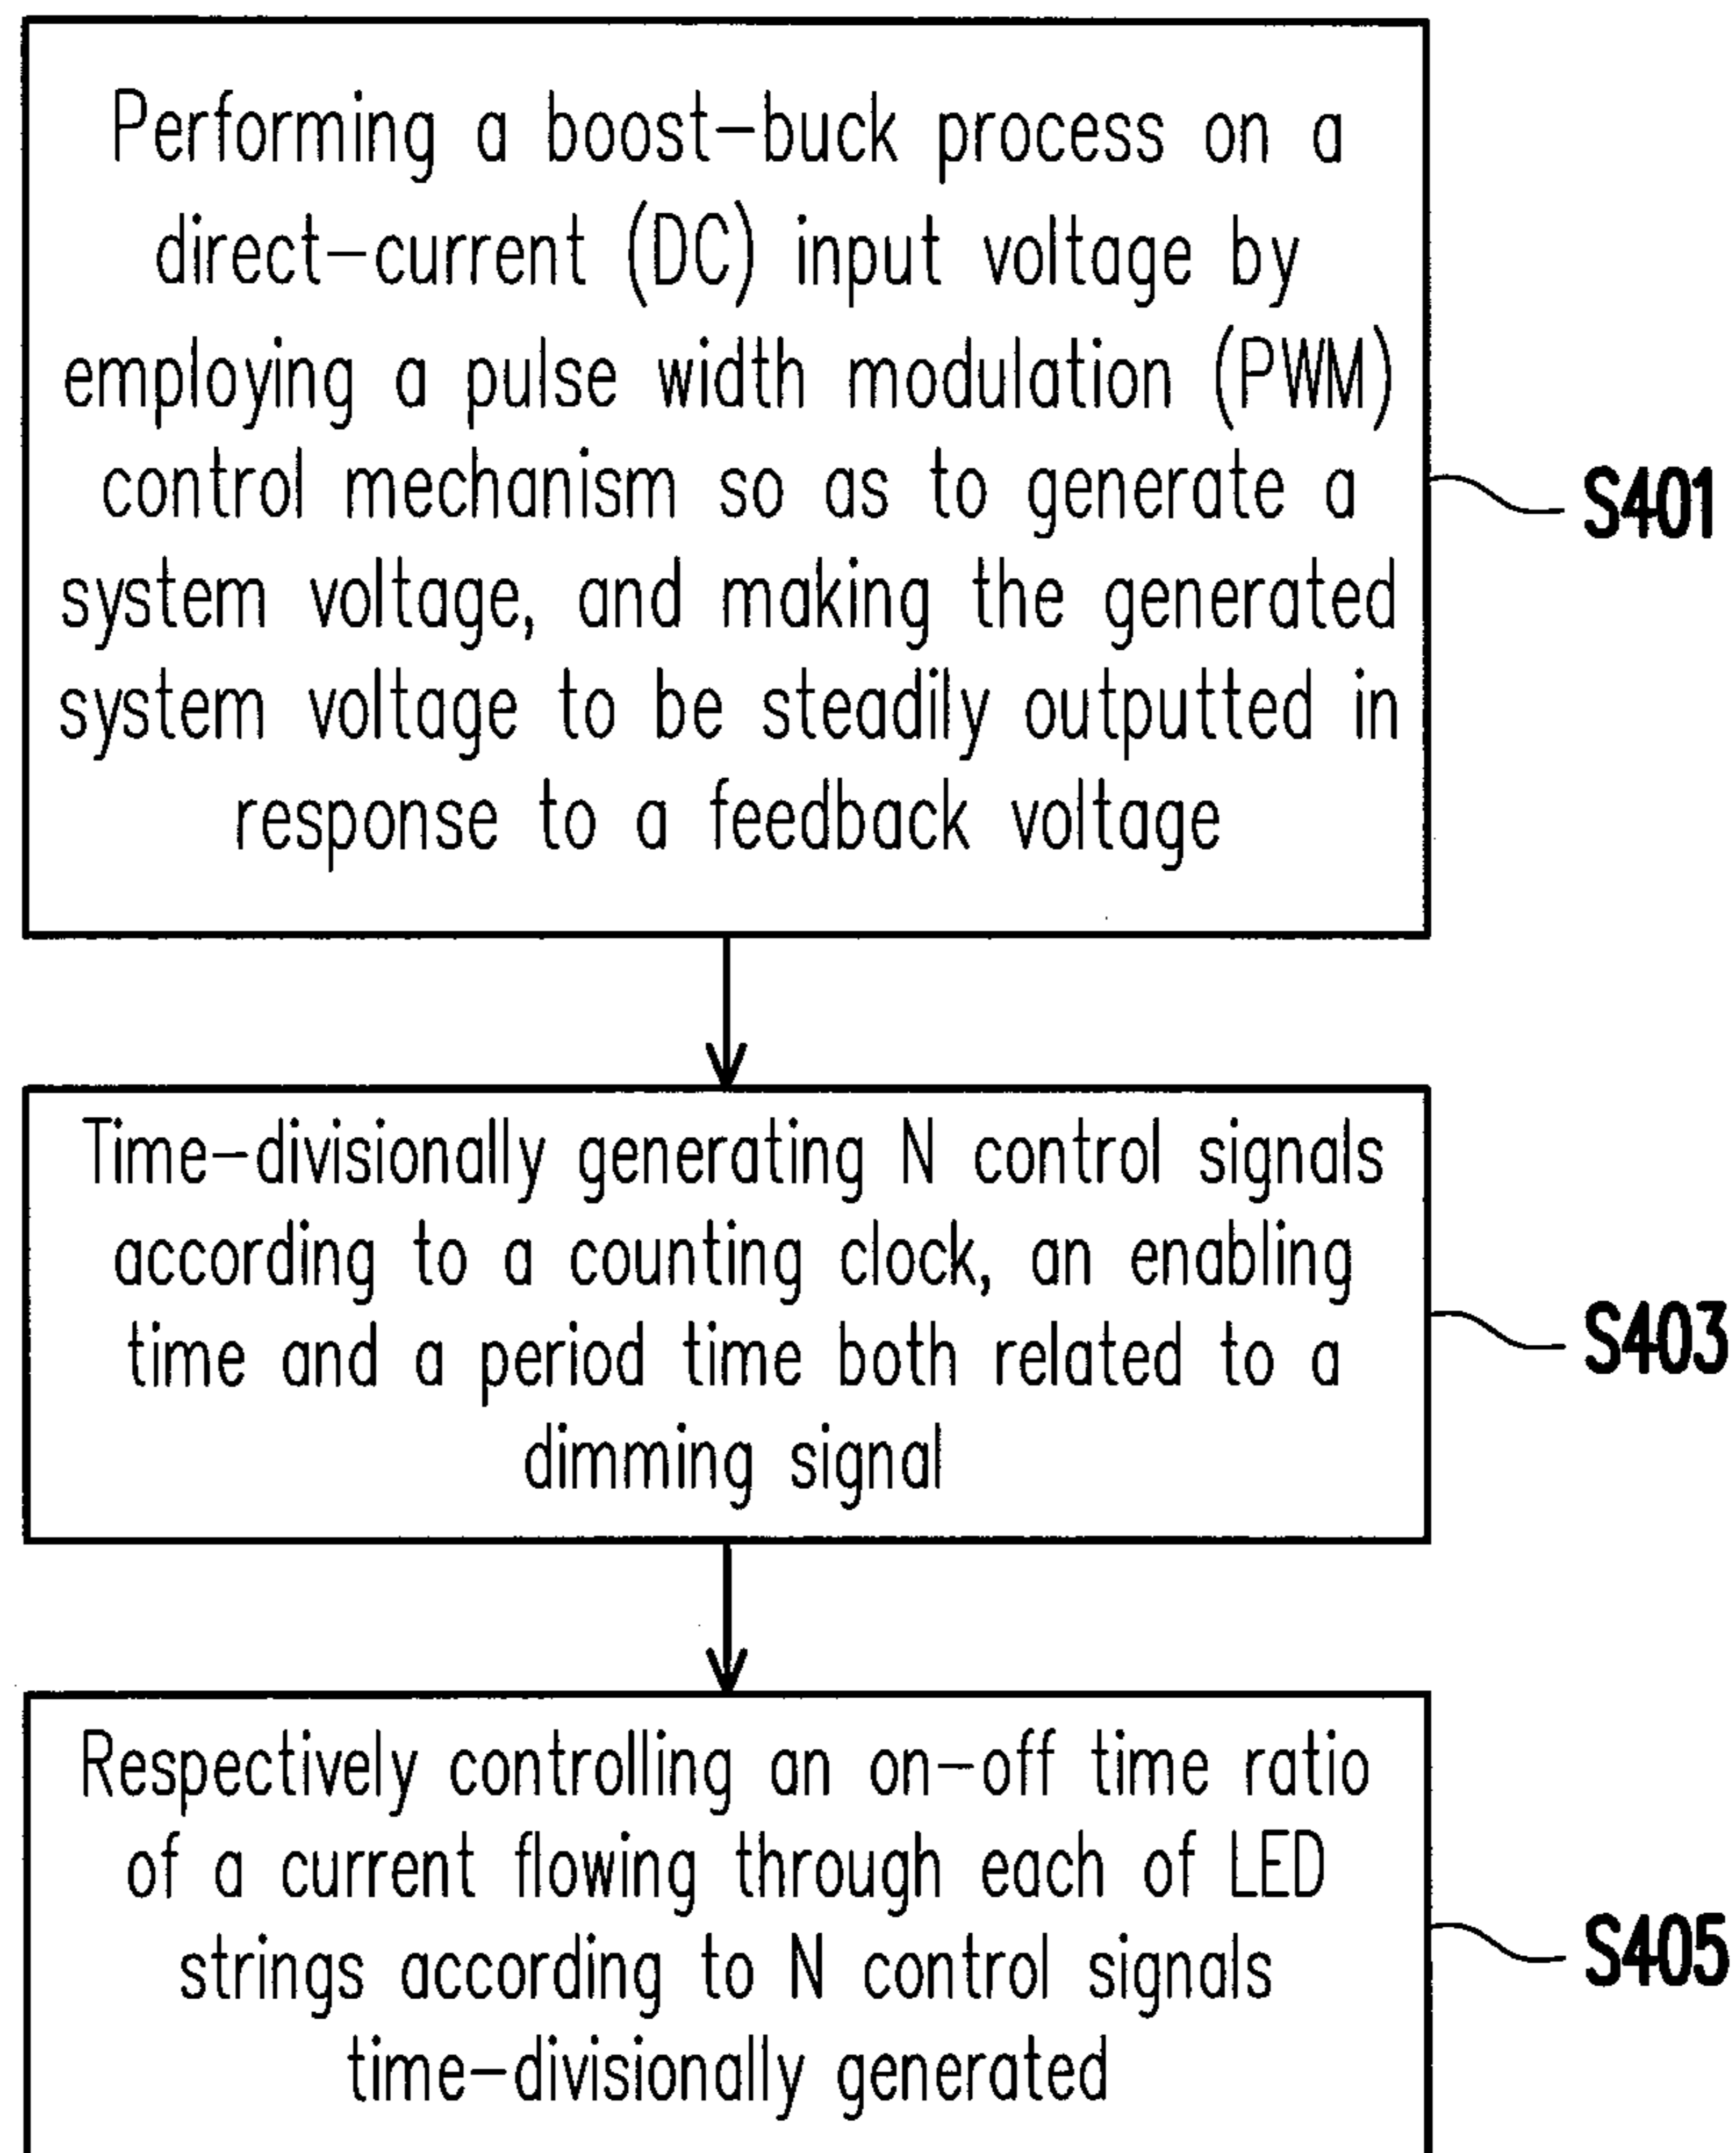 Performing a boost-buck process on a
direct-current (DC) input voltage by
employing a pulse width modulation (PWM)
control mechanism so as to generate a
system voltage, and making the generated
system voltage to be steadily outputted in
response to a feedback voltage
S401
Time-divisionally generating N control signals
according to a counting clock, an enabling
time and a period time both related to a
dimming signal
S403
Respectively controlling an on-off time ratio
of a current flowing through each of LED
strings according to N control signals
time-divisionally generated
S405